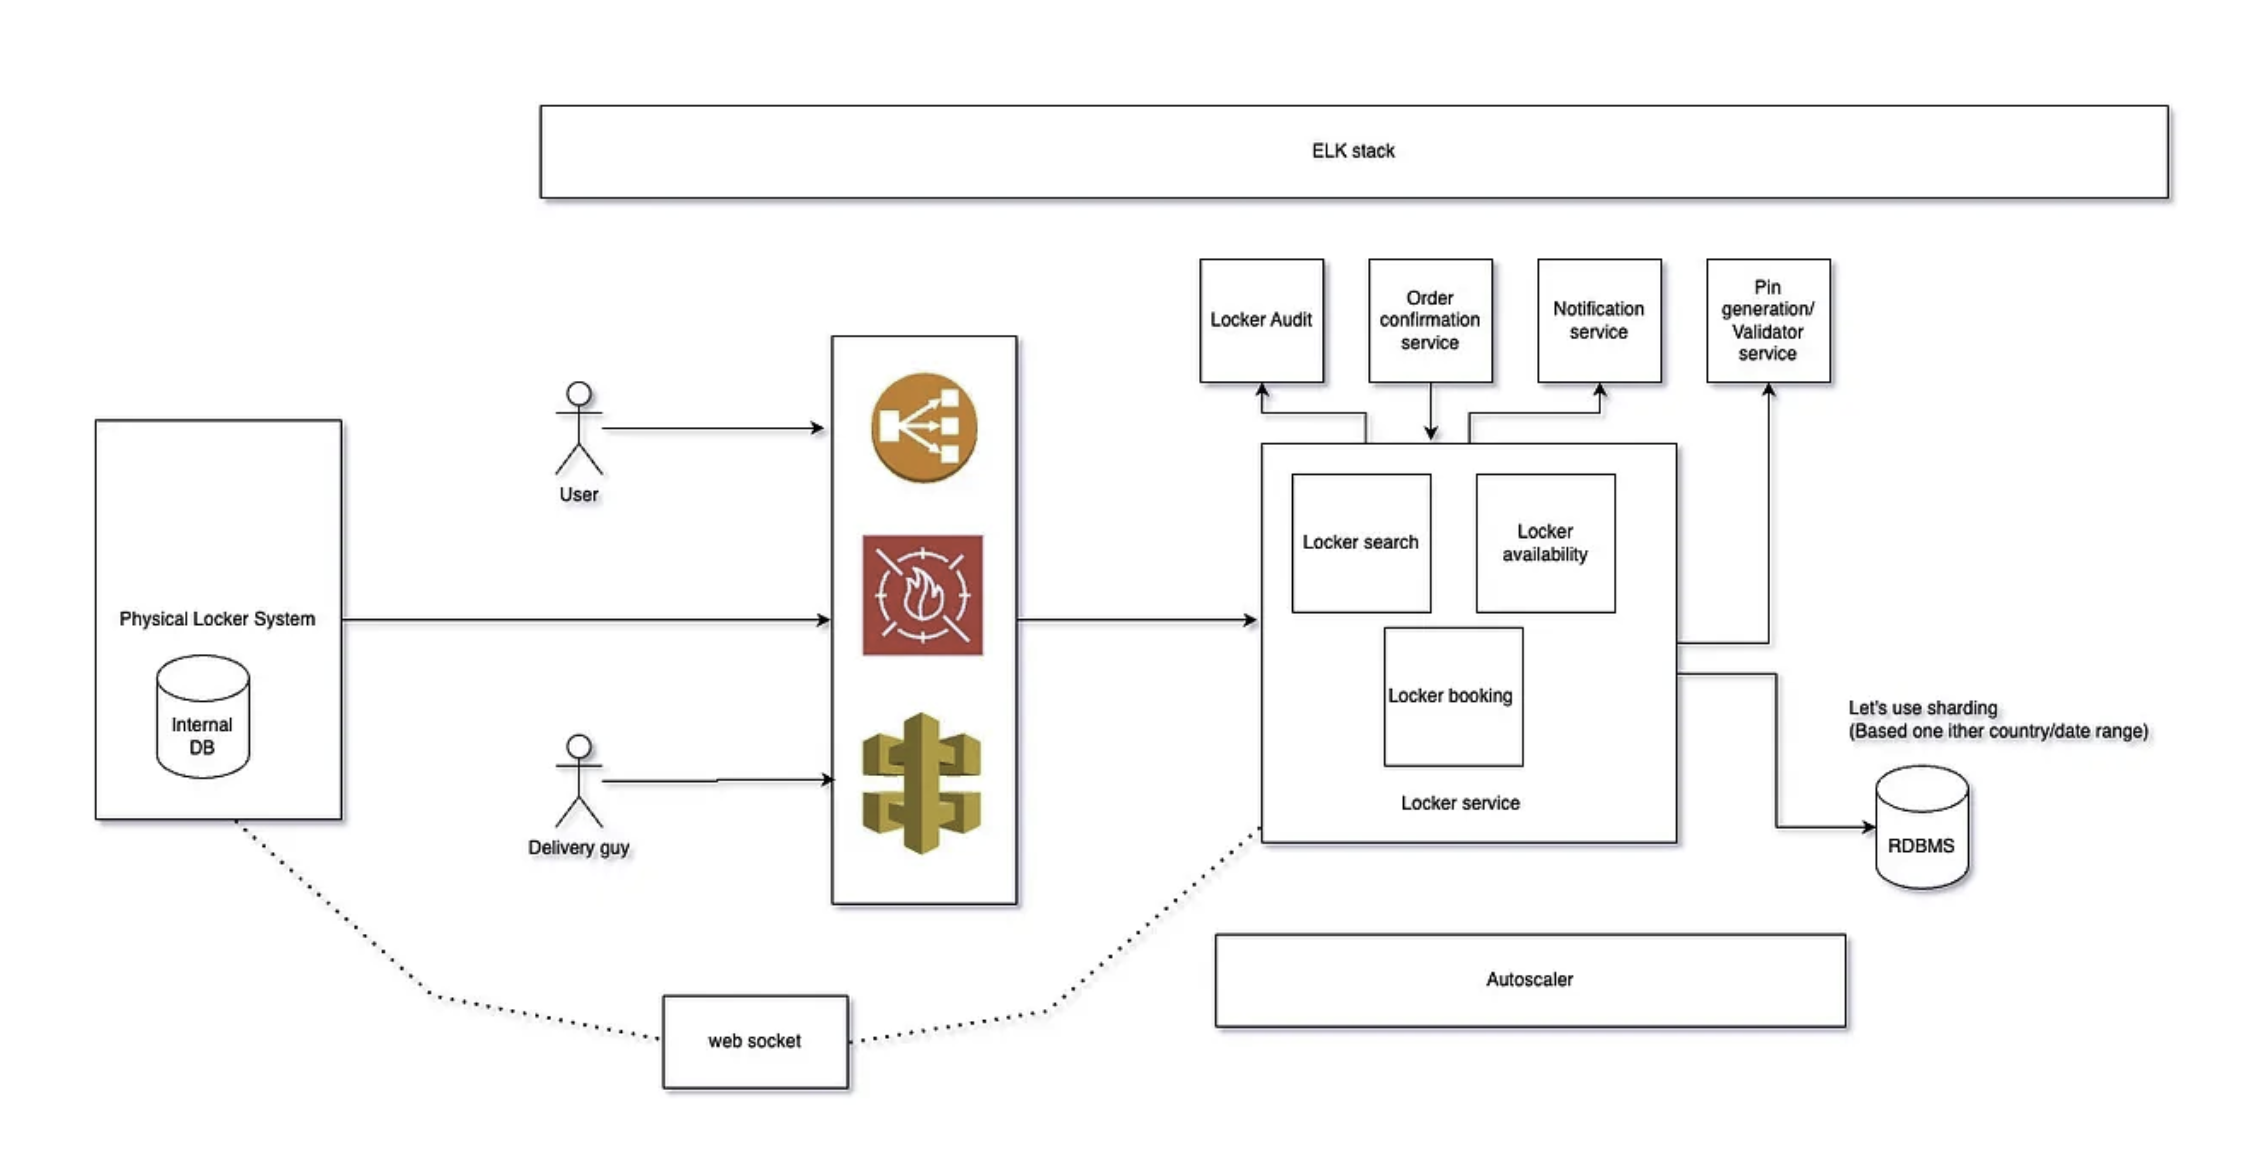 ELK stack
Locker Audit
Order
confirmation
service
Notification
service
Pin
generation/
Validator
service
User
Physical Locker System
Internal
DB
Delivery guy
Locker search
Locker
availability
Locker booking
Locker service
Let's use sharding
(Based one ither country/date range)
RDBMS
Autoscaler
web socket